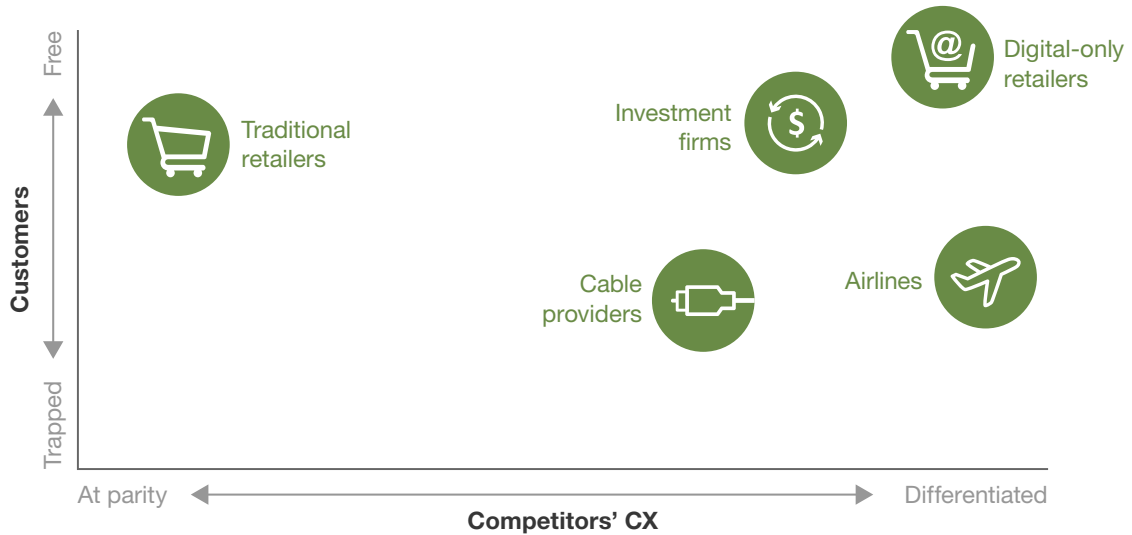 Free
Customers
Trapped
Traditional
retailers
Investment
firms
$
@
Digital-only
retailers
Cable
providers
Airlines
At parity
Differentiated
Competitors’ CX